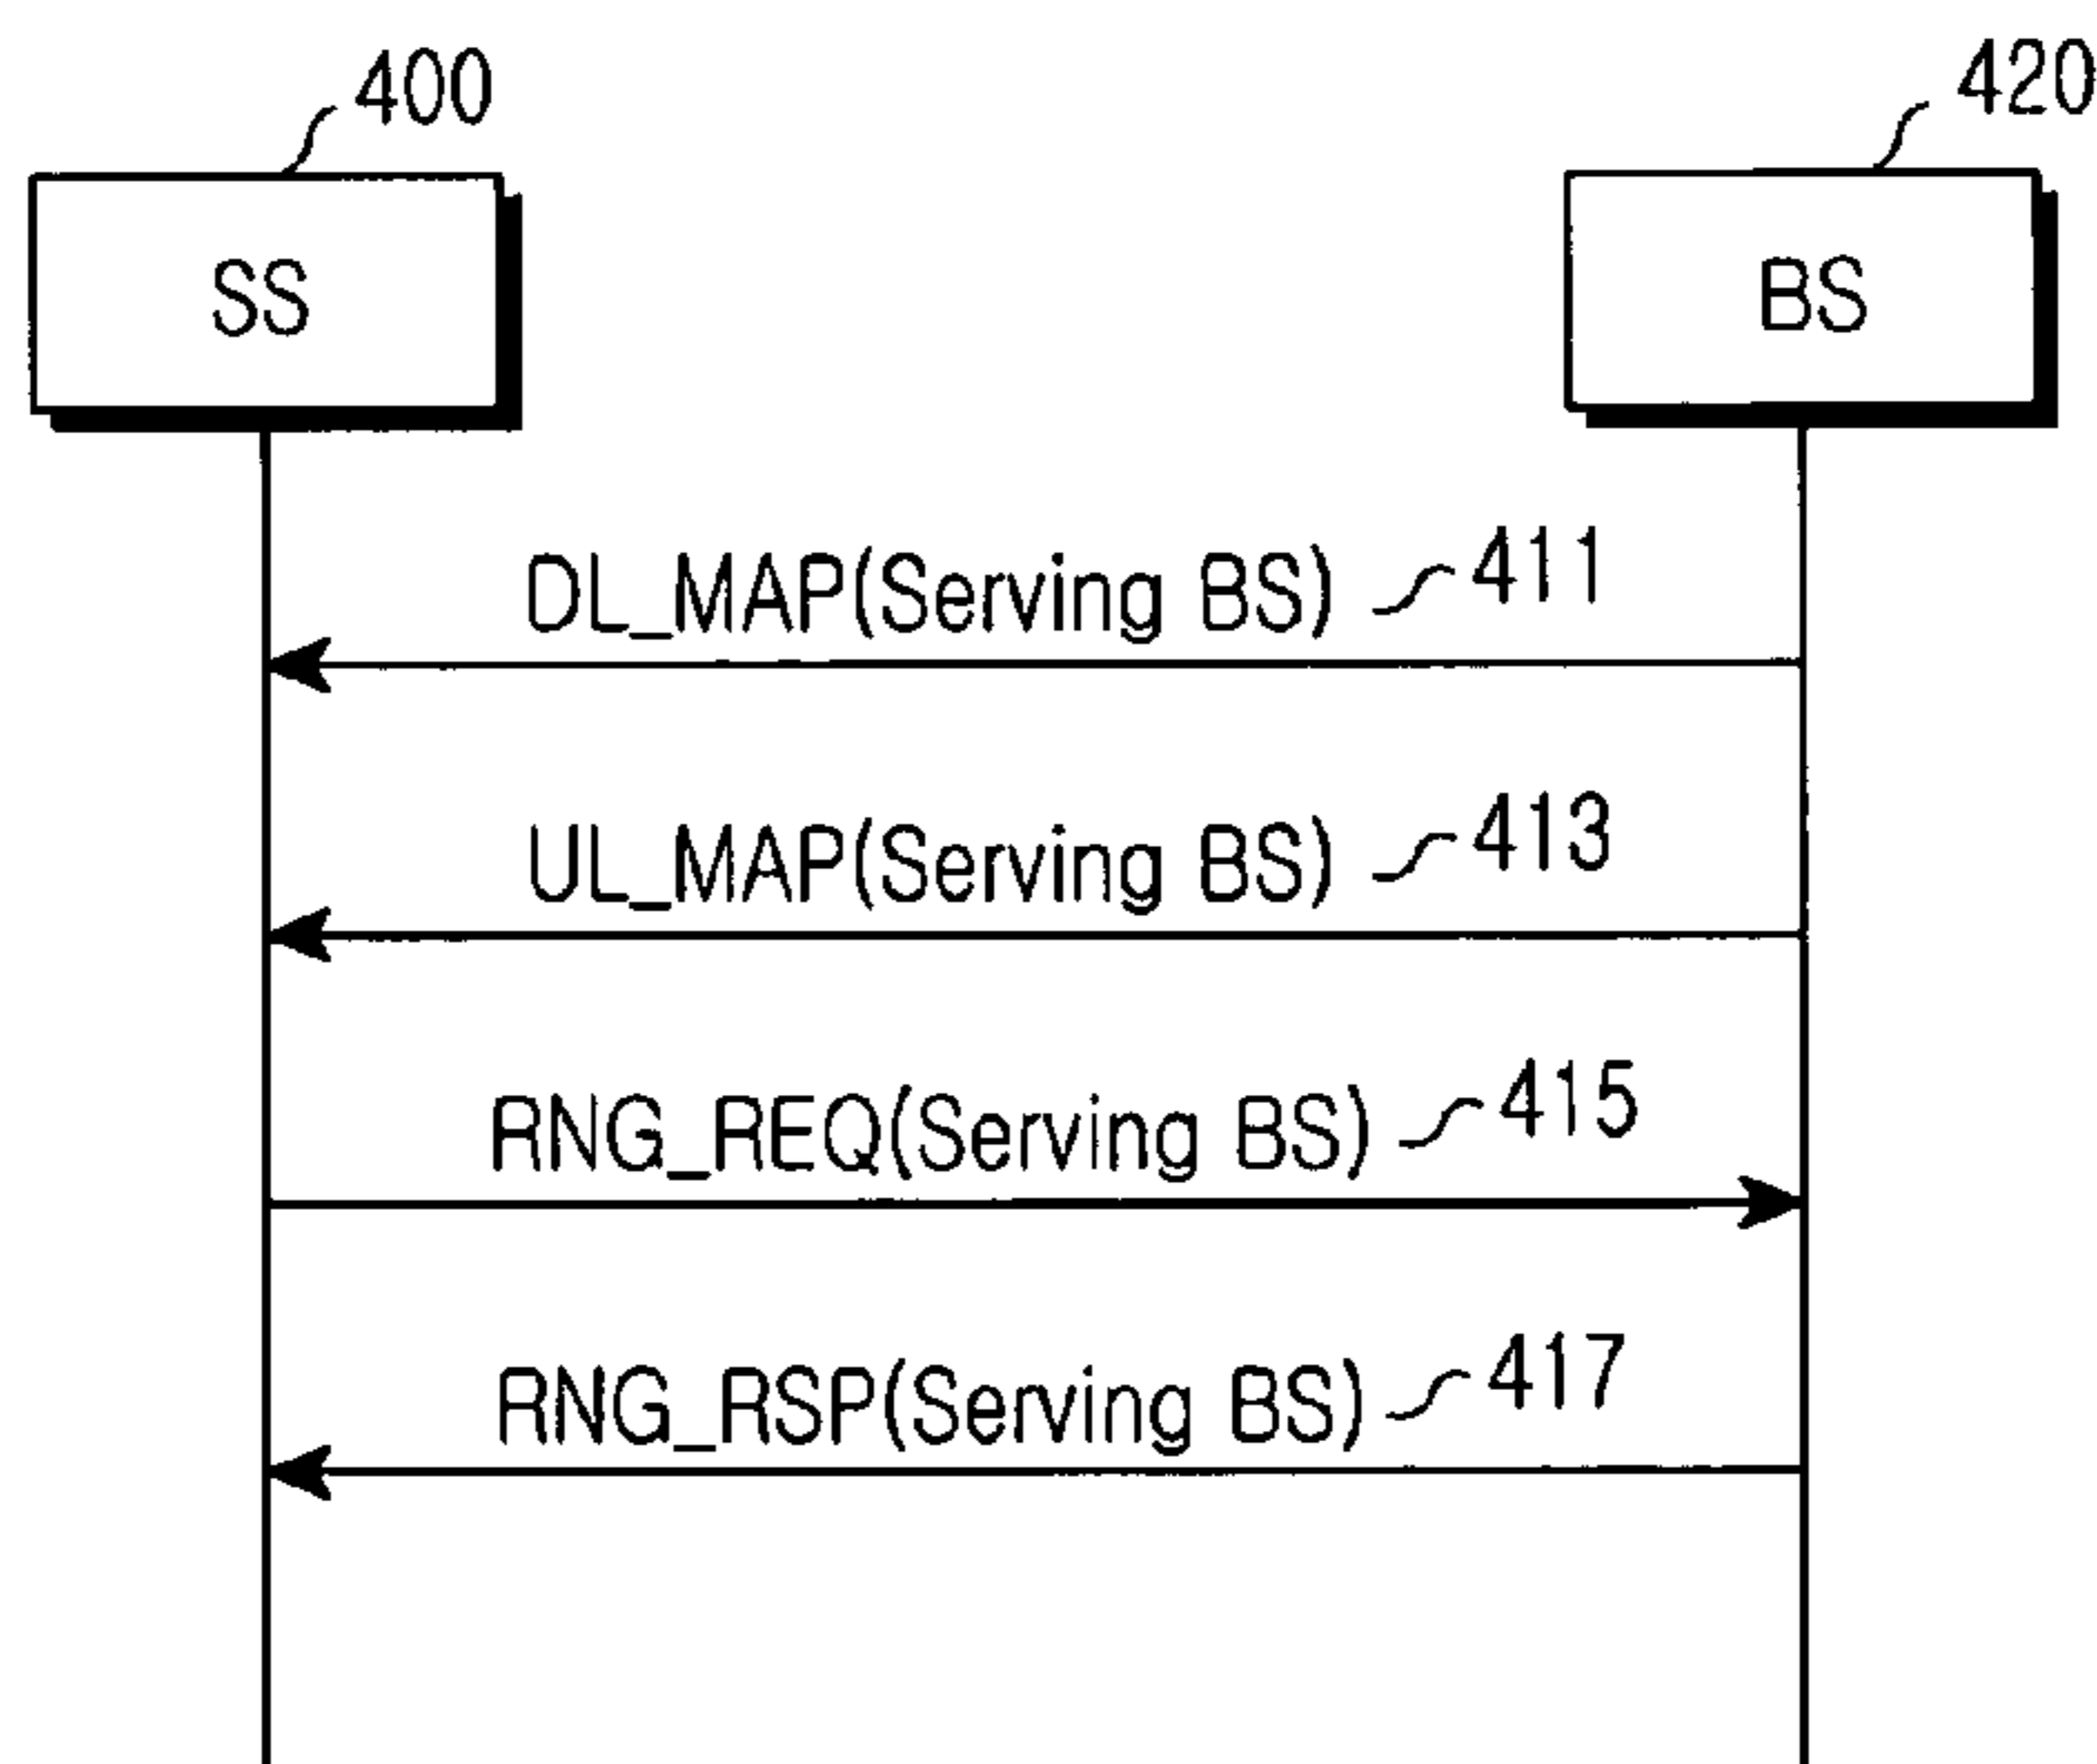 400
420
SS
BS
DL_MAP(Serving BS) 411
UL_MAP(Serving BS) 413
RNG_REQ(Serving BS) 415
RNG_RSP(Serving BS) 417